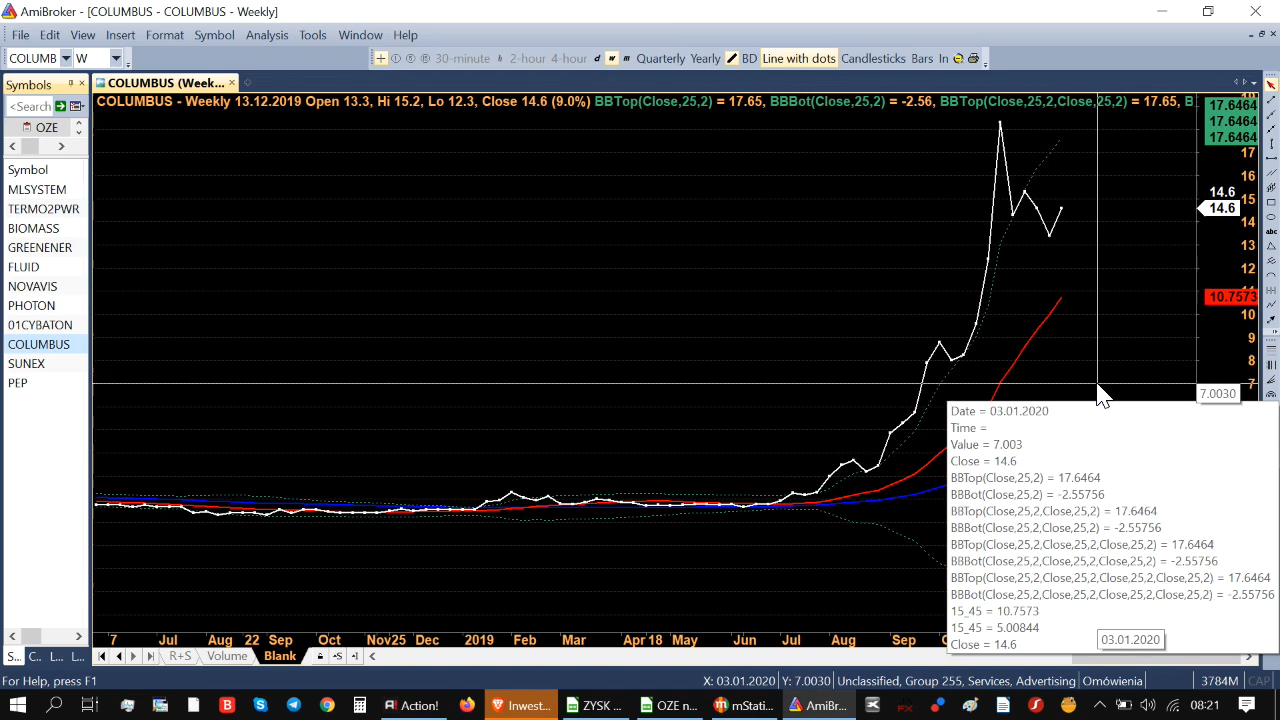 AmiBroker - [COLUMBUS - COLUMBUS - Weekly]
File Edit View Insert Format Symbol Analysis Tools Window Help
COLUMB W 30-minute h 2-hour 4-hour d w m Quarterly Yearly BD Line with dots Candlesticks Bars In
Symbols
COLUMBUS (Week...
<Search
OZE
Symbol
MLSYSTEM
TERMO2PWR
BIOMASS
GREENENER
FLUID
NOVAVIS
PHOTON
01CYBATON
COLUMBUS
SUNEX
PEP
COLUMBUS - Weekly 13.12.2019 Open 13.3, Hi 15.2, Lo 12.3, Close 14.6 (9.0%) BBTop(Close,25,2) = 17.65, BBBot(Close,25,2) = -2.56, BBTop(Close,25,2,Close,25,2) = 17.65, B
17.6464
17.6464
17.6464
17
16
15
14.6
14.6
14
13
12
10.7573
10
9
8
7
7.0030
Date = 03.01.2020
Time =
Value = 7.003
Close = 14.6
BBTop(Close,25,2) = 17.6464
BBBot(Close,25,2) = -2.55756
BBTop(Close,25,2,Close,25,2) = 17.6464
BBBot(Close,25,2,Close,25,2) = -2.55756
BBTop(Close,25,2,Close,25,2,Close,25,2) = 17.6464
BBBot(Close,25,2,Close,25,2,Close,25,2) = -2.55756
BBTop(Close,25,2,Close,25,2,Close,25,2,Close,25,2) = 17.6464
BBBot(Close,25,2,Close,25,2,Close,25,2,Close,25,2) = -2.55756
15_45 = 10.7573
15_45 = 5.00844
Close = 14.6
7 Jul Aug 22 Sep Oct Nov25 Dec 2019 Feb Mar Apr18 May Jun Jul Aug Sep
03.01.2020
S... C... L... L...
R+S Volume Blank
For Help, press F1
X: 03.01.2020 Y: 7.0030 Unclassified, Group 255, Services, Advertising Omówienia 3784M CAP
Action! Invest... ZYSK ... OZE n... mStati... AmiBr... 08:21